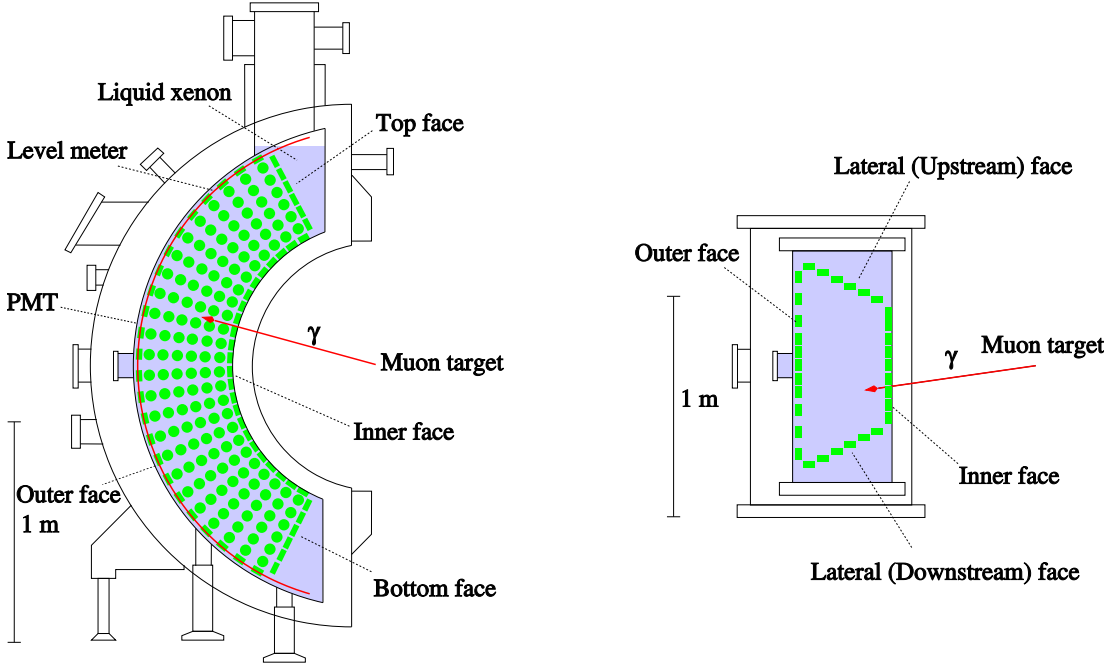 Liquid xenon
Top face
Level meter
PMT
γ
Muon target
Inner face
Outer face
1 m
Bottom face
Lateral (Upstream) face
Outer face
γ
Muon target
1 m
Inner face
Lateral (Downstream) face